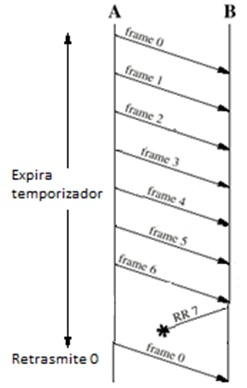 A B
frame 0
frame 1
frame 2
frame 3
Expira
temporizador
frame 4
frame 5
frame 6
RR 7
Retrasmite 0
frame 0